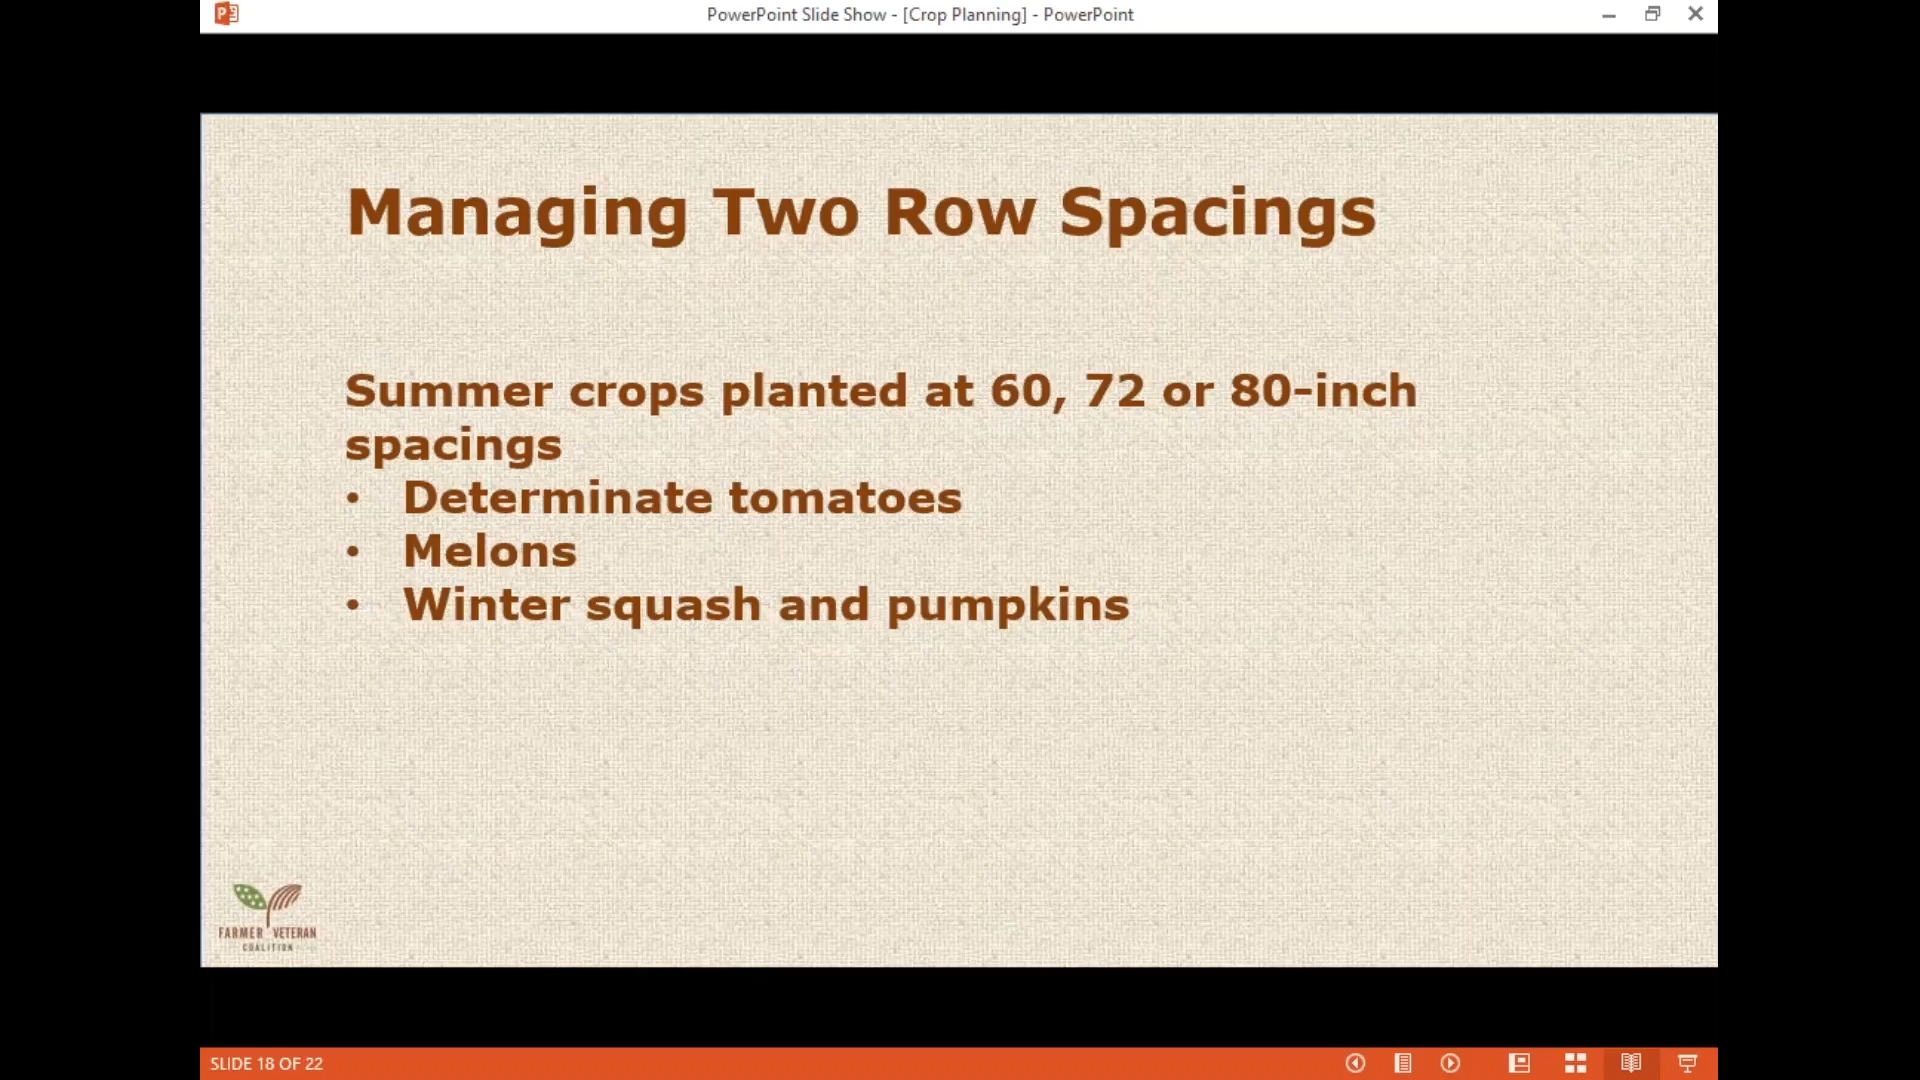 PowerPoint Slide Show - [Crop Planning] - PowerPoint
Managing Two Row Spacings
Summer crops planted at 60, 72 or 80-inch
spacings
• Determinate tomatoes
• Melons
• Winter squash and pumpkins
FARMER VETERAN
COALITION
SLIDE 18 OF 22